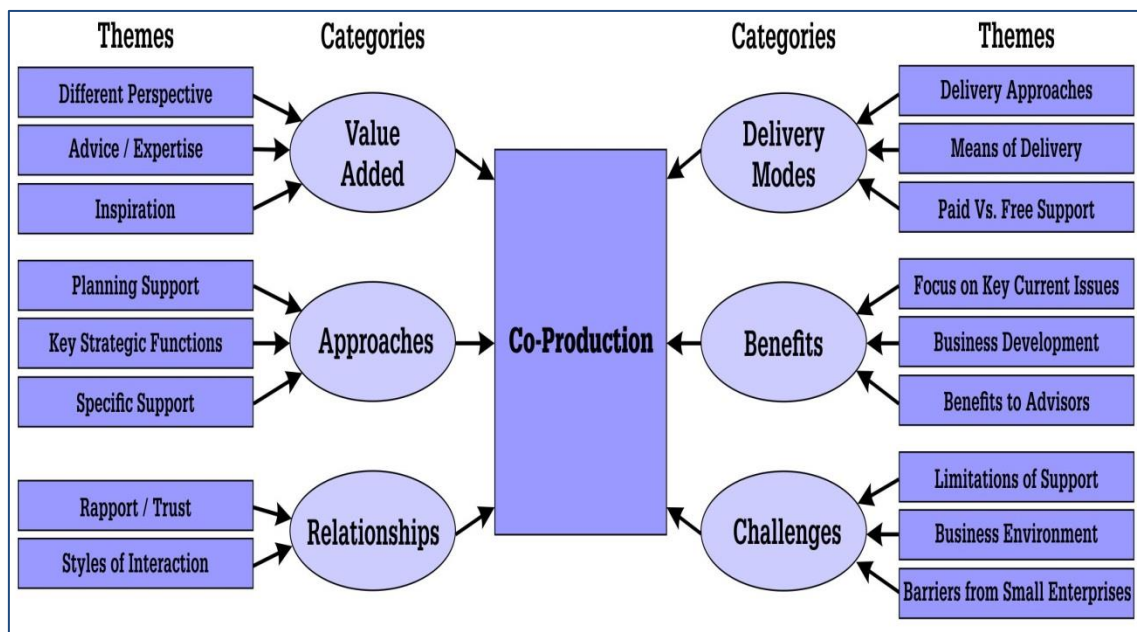 Themes
Categories
Categories
Themes
Different Perspective
Advice / Expertise
Inspiration
Value
Added
Planning Support
Key Strategic Functions
Specific Support
Approaches
Rapport / Trust
Styles of Interaction
Relationships
Co-Production
Delivery
Modes
Delivery Approaches
Means of Delivery
Paid Vs. Free Support
Benefits
Focus on Key Current Issues
Business Development
Benefits to Advisors
Challenges
Limitations of Support
Business Environment
Barriers from Small Enterprises